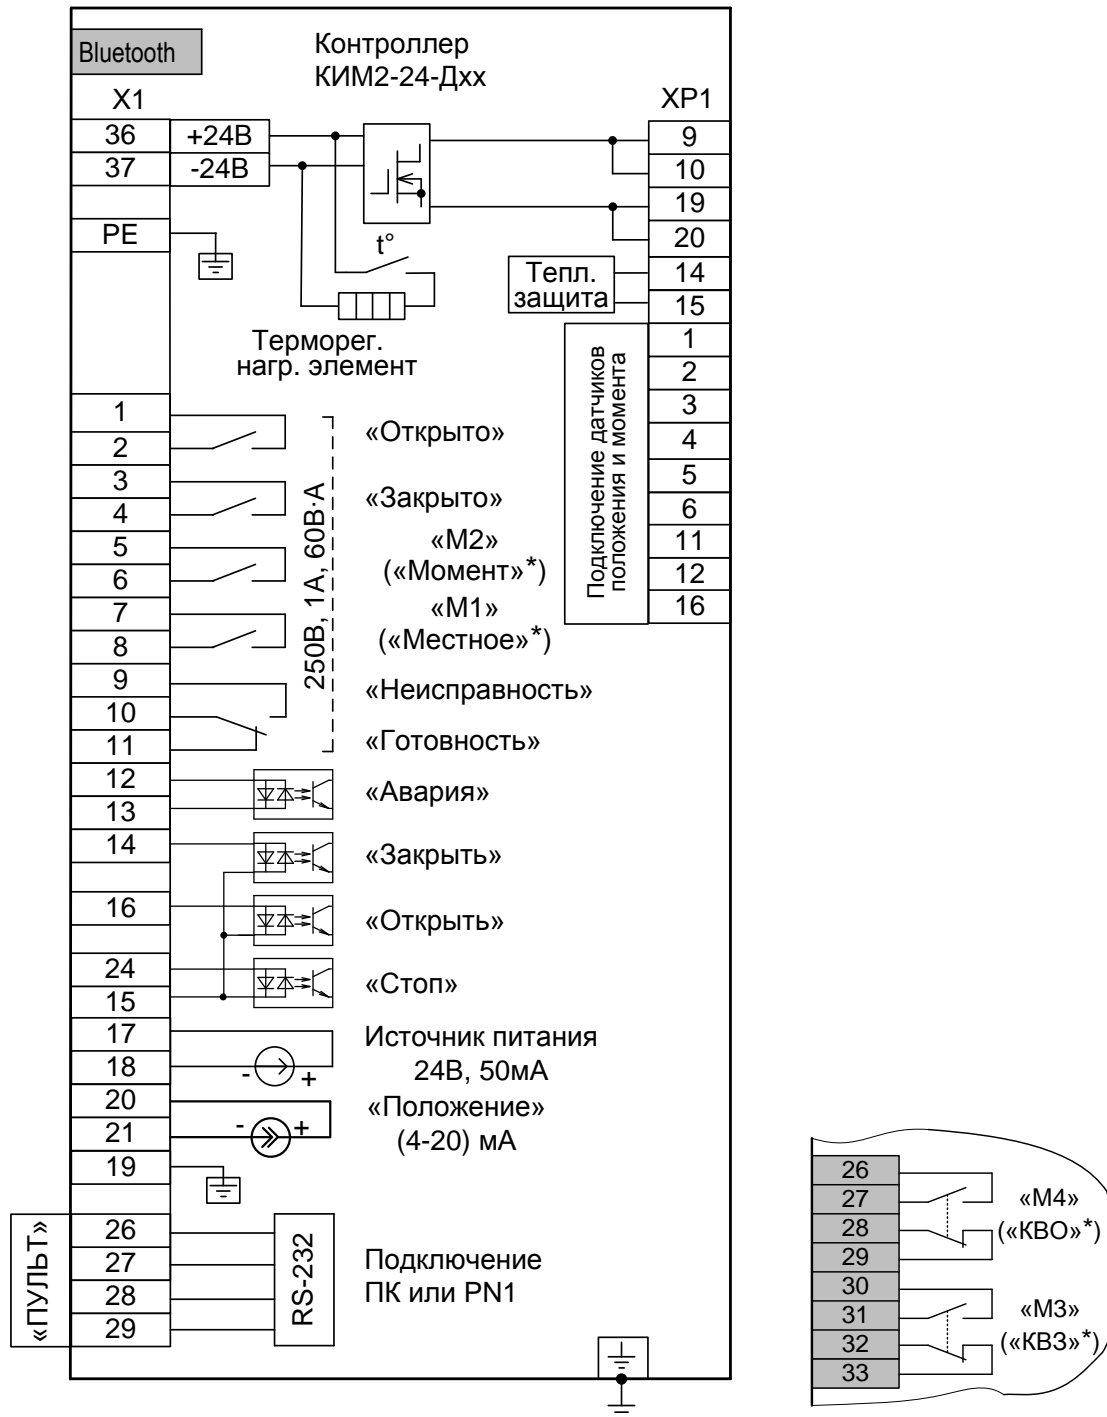 Bluetooth
Контроллер
КИМ2-24-Дхх
X1
XP1
36
+24В
37
-24В
PE
9
10
19
20
14
15
1
2
3
4
5
6
11
12
16
t°
Тепл.
защита
Терморег.
нагр. элемент
Подключение датчиков
положения и момента
1
2
3
4
5
6
7
8
9
10
11
12
13
14
16
24
15
17
18
20
21
19
26
27
28
29
250В, 1А, 60В·А
«Открыто»
«Закрыто»
«М2»
(«Момент»*)
«М1»
(«Местное»*)
«Неисправность»
«Готовность»
«Авария»
«Закрыть»
«Открыть»
«Стоп»
Источник питания
24В, 50мА
- +
«Положение»
(4-20) мА
- +
«ПУЛЬТ»
RS-232
Подключение
ПК или PN1
26
27
28
29
30
31
32
33
«М4»
(«КВО»*)
«М3»
(«КВЗ»*)